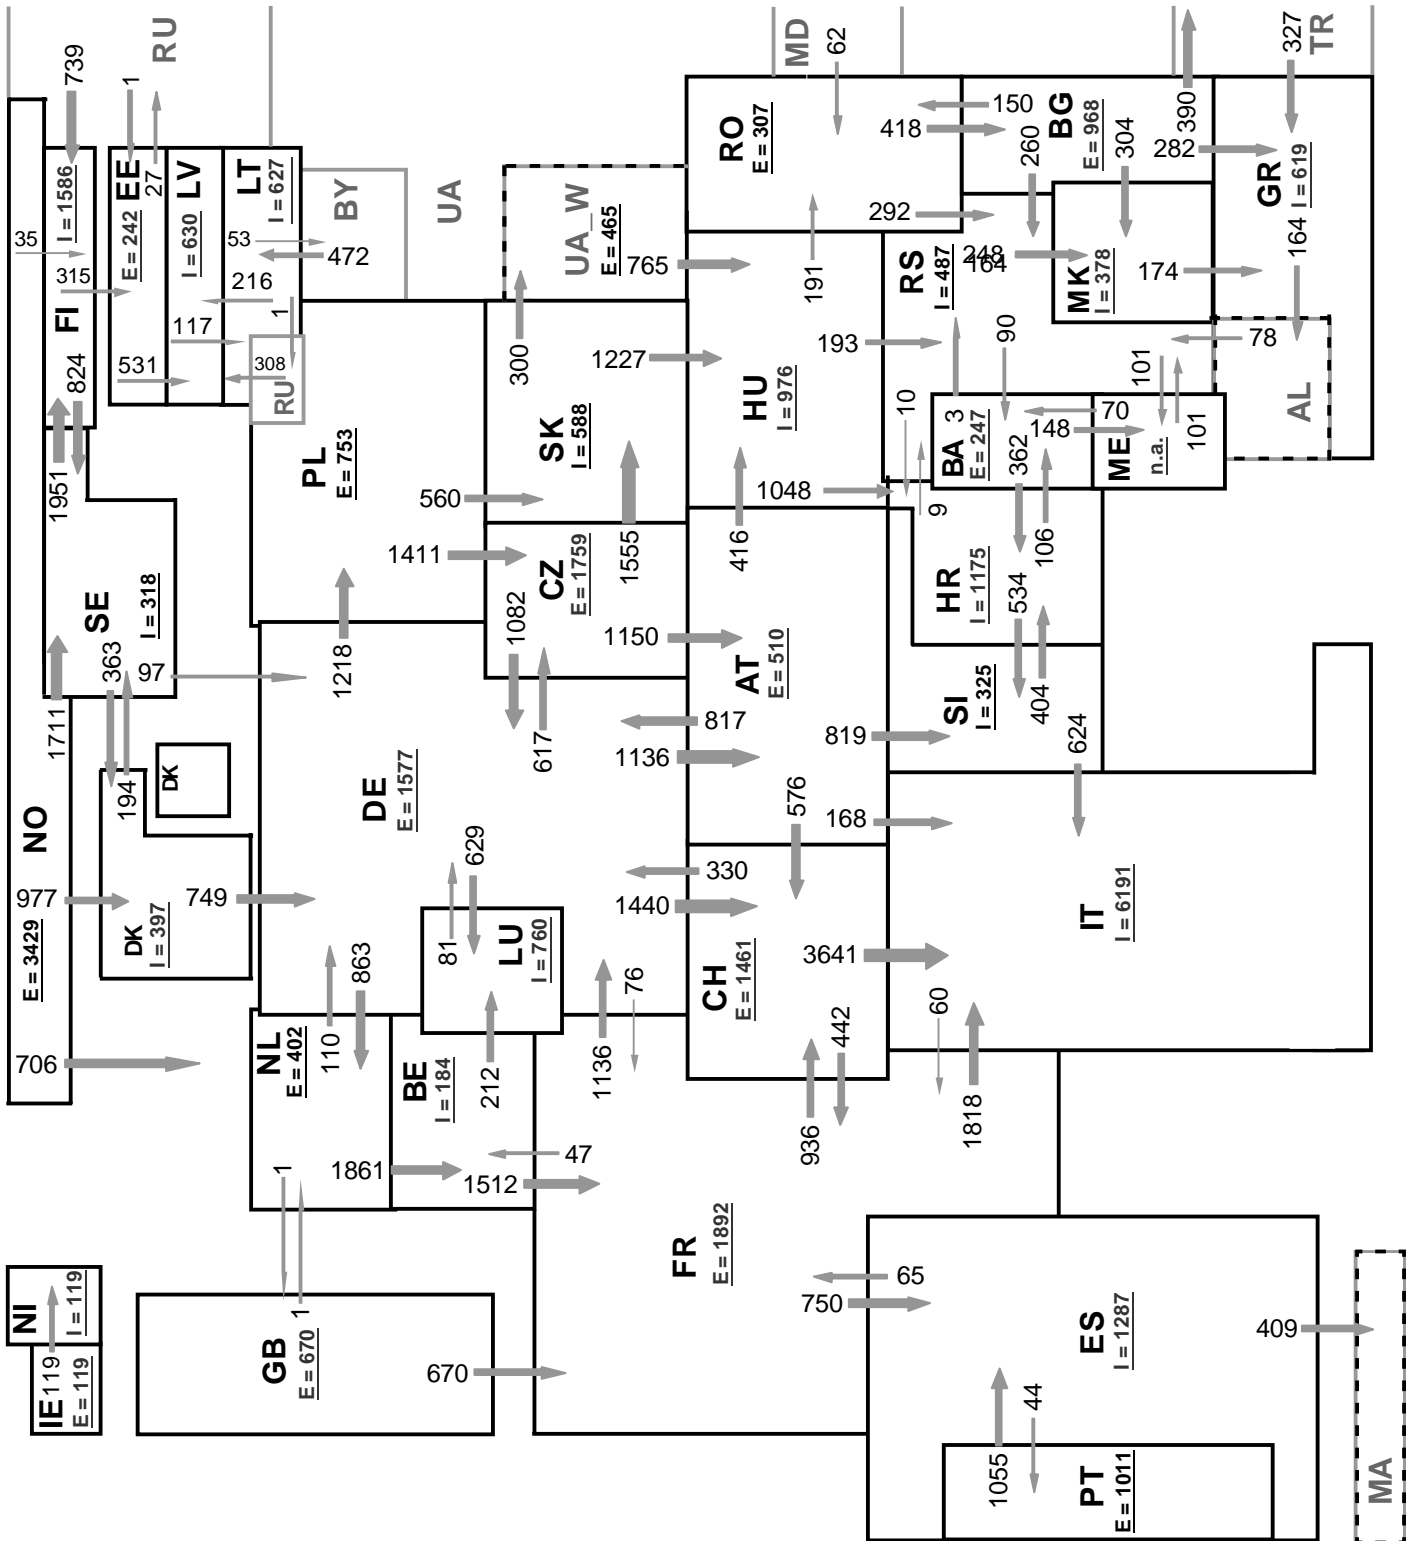 RU
MD
62
TR
327
390
739
1
27
RO
E = 307
150
418
BG
E = 968
260
304
282
GR
I = 619
164
FI
I = 1586
35
315
824
EE
E = 242
531
LV
I = 630
117
LT
I = 627
53
472
216
1
308
RU
BY
UA
UA_W
E = 465
765
292
191
RS
I = 487
248
164
MK
I = 378
174
78
AL
193
90
101
101
300
1227
HU
I = 976
10
9
BA
E = 247
3
362
70
148
ME
n.a.
PL
E = 753
SK
I = 588
560
1048
106
1951
1411
CZ
E = 1759
1555
416
HR
I = 1175
534
SE
I = 318
363
97
1218
1082
617
1150
AT
E = 510
SI
I = 325
404
624
1711
194
DK
NO
E = 3429
977
706
DK
I = 397
749
DE
E = 1577
817
1136
819
576
168
629
81
LU
I = 760
330
1440
CH
E = 1461
3641
IT
I = 6191
110
863
NL
E = 402
BE
I = 184
212
1136
76
936
442
60
1818
1
1861
1512
47
FR
E = 1892
NI
I = 119
IE
119
E = 119
GB
E = 670
1
670
65
750
ES
I = 1287
409
MA
1055
44
PT
E = 1011